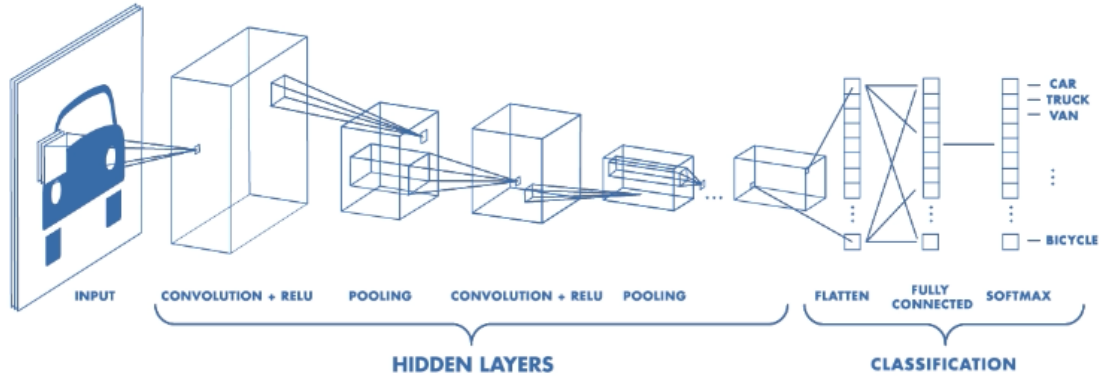 CAR
TRUCK
VAN
BICYCLE
INPUT
CONVOLUTION + RELU
POOLING
CONVOLUTION + RELU
POOLING
FLATTEN
FULLY
CONNECTED
SOFTMAX
HIDDEN LAYERS
CLASSIFICATION